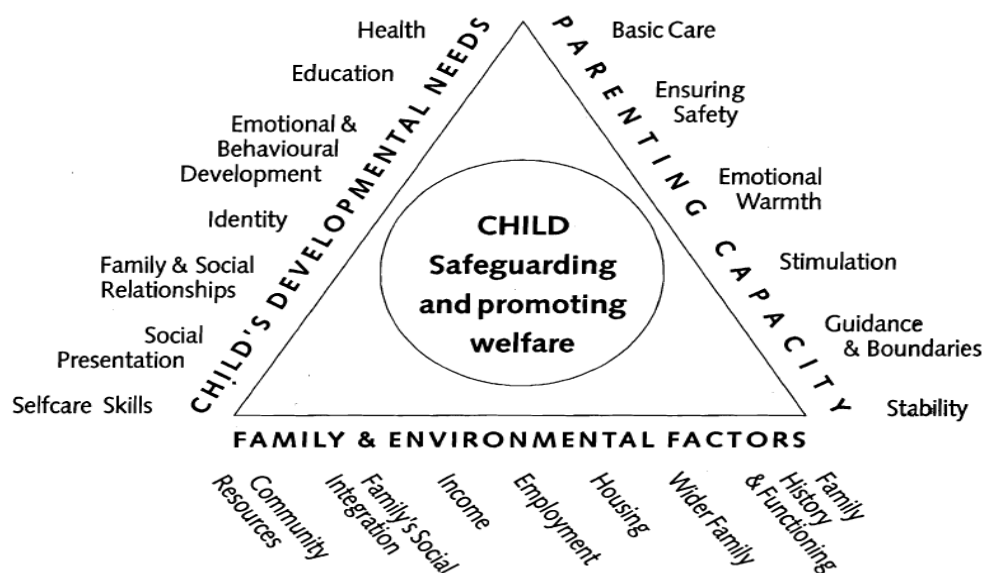 Health
Education
Emotional &
Behavioural
Development
Identity
Family & Social
Relationships
Social
Presentation
Selfcare Skills
CHILD'S DEVELOPMENTAL NEEDS
CHILD
Safeguarding
and promoting
welfare
PARENTING CAPACITY
Basic Care
Ensuring
Safety
Emotional
Warmth
Stimulation
Guidance
& Boundaries
Stability
FAMILY & ENVIRONMENTAL FACTORS
Community
Resources
Family's Social
Integration
Income
Employment
Housing
Wider Family
Family
History
& Functioning